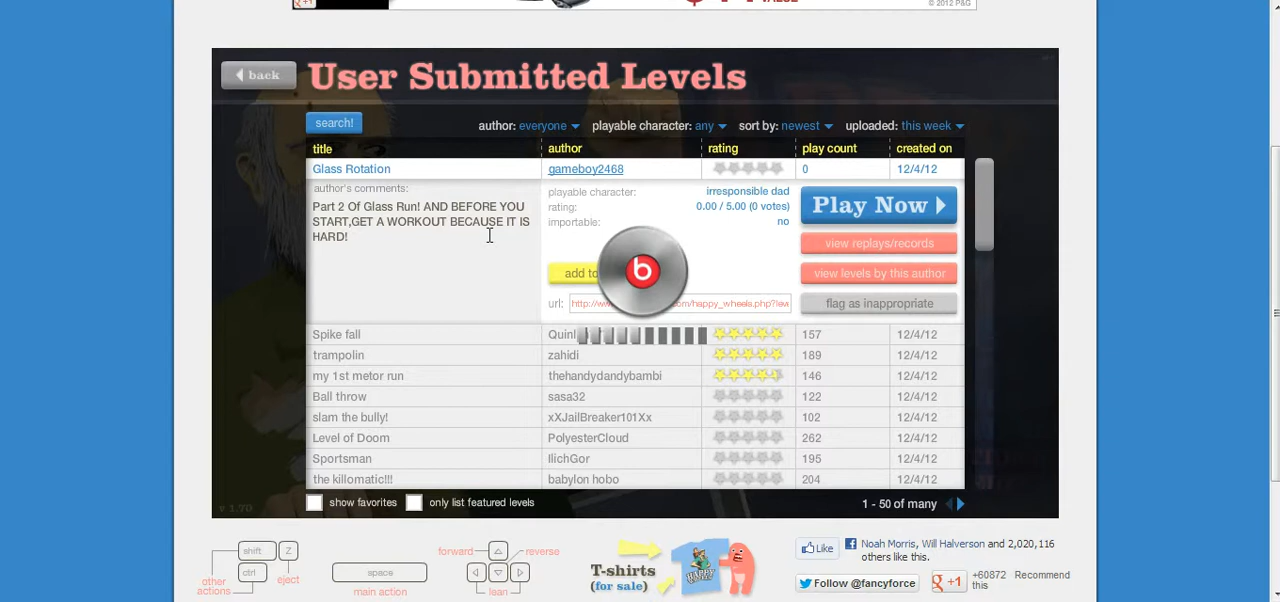 © 2012 P&G
back
User Submitted Levels
search!
author: everyone playable character: any sort by: newest uploaded: this week
title author rating play count created on
Glass Rotation gameboy2468 0 12/4/12
author's comments:
Part 2 Of Glass Run! AND BEFORE YOU
START,GET A WORKOUT BECAUSE IT IS
HARD!
playable character: irresponsible dad
rating: 0.00 / 5.00 (0 votes)
importable: no
add to
url:
Play Now
view replays/records
view levels by this author
flag as inappropriate
b
Spike fall 157 12/4/12
trampolin zahidi 189 12/4/12
my 1st metor run thehandydandybambi 146 12/4/12
Ball throw sasa32 122 12/4/12
slam the bully! xXJailBreaker101Xx 102 12/4/12
Level of Doom PolyesterCloud 262 12/4/12
Sportsman IlichGor 195 12/4/12
the killomatic!!! babylon hobo 204 12/4/12
show favorites only list featured levels
1 - 50 of many
v 1.70
shift Z
ctrl
other
actions
eject
space
main action
forward reverse
lean
T-shirts
(for sale)
HAPPY WHEELS
Like Noah Morris, Will Halverson and 2,020,116
others like this.
Follow @fancyforce
+1 +60872 Recommend
this